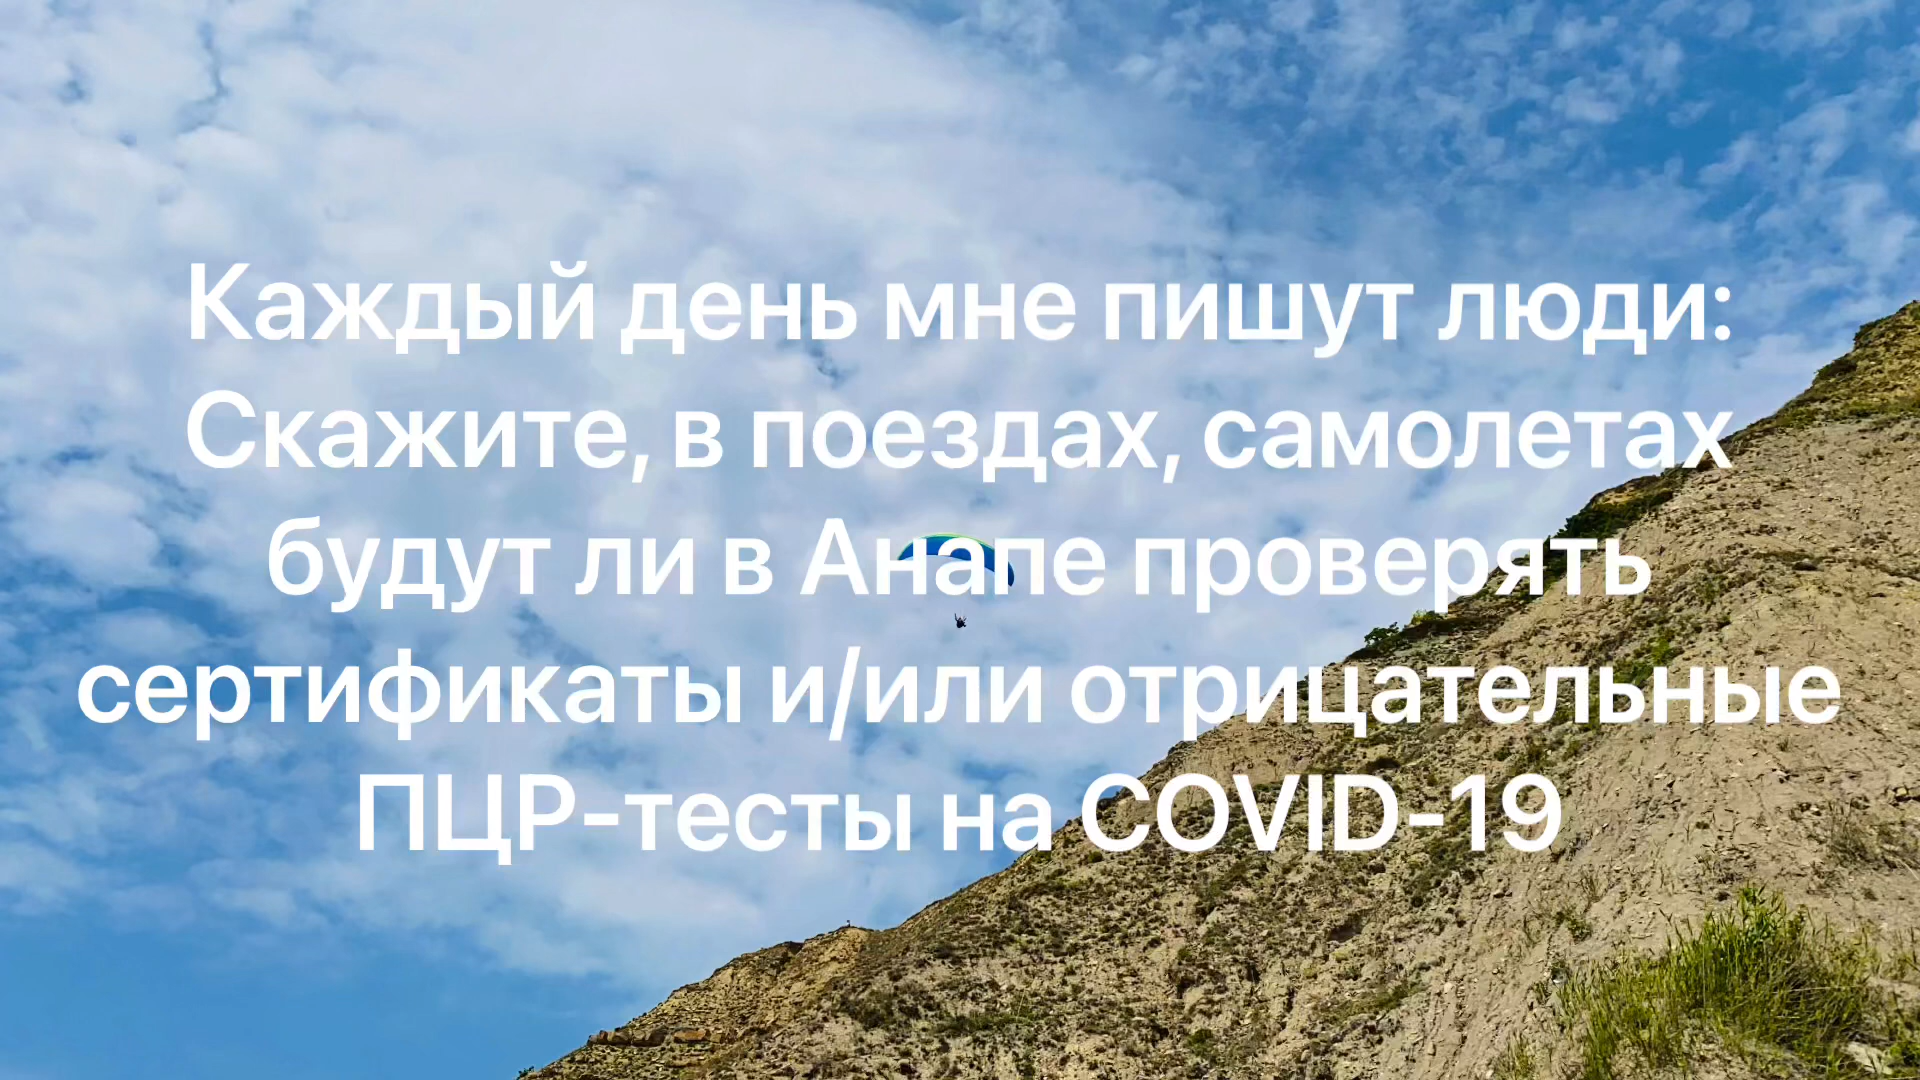 Каждый день мне пишут люди:
Скажите, в поездах, самолетах
будут ли в Анапе проверять
сертификаты и/или отрицательные
ПЦР-тесты на COVID-19